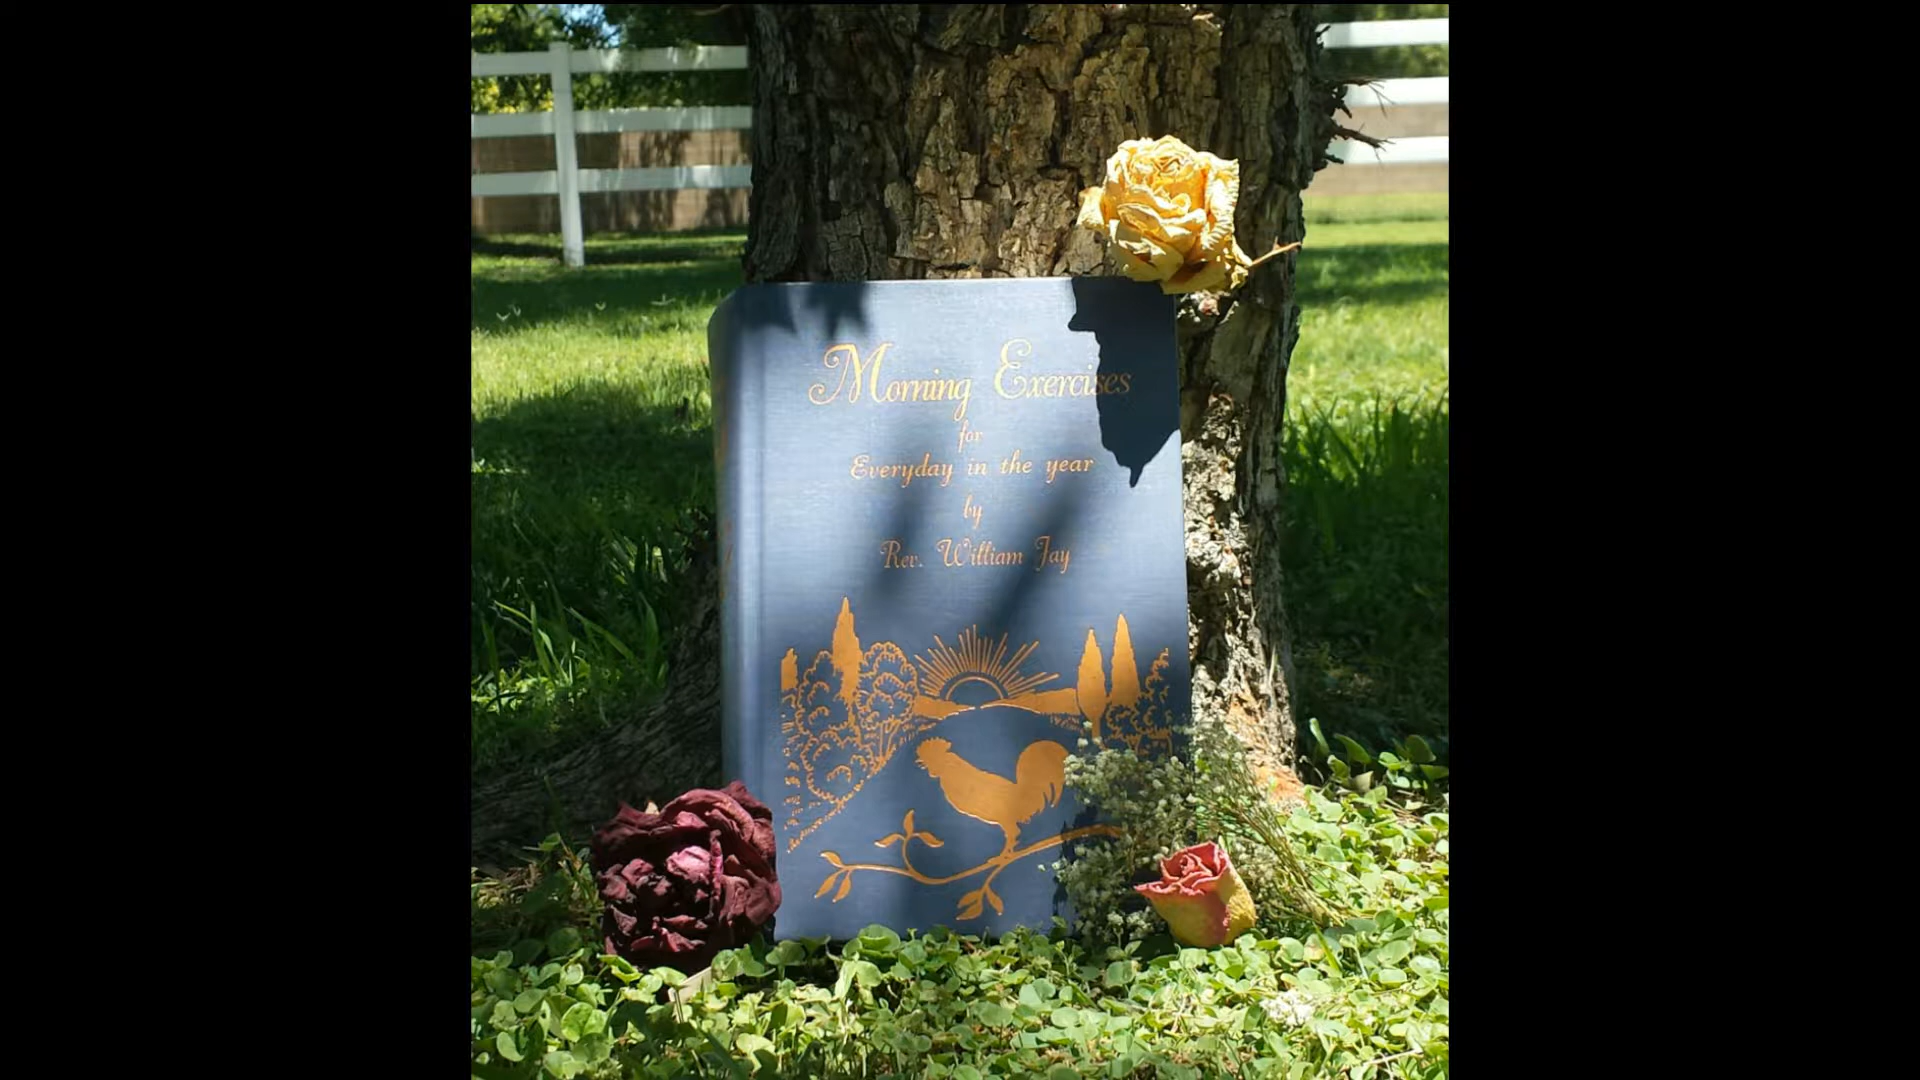 Morning Exercises
for
Everyday in the year
by
Rev. William Jay